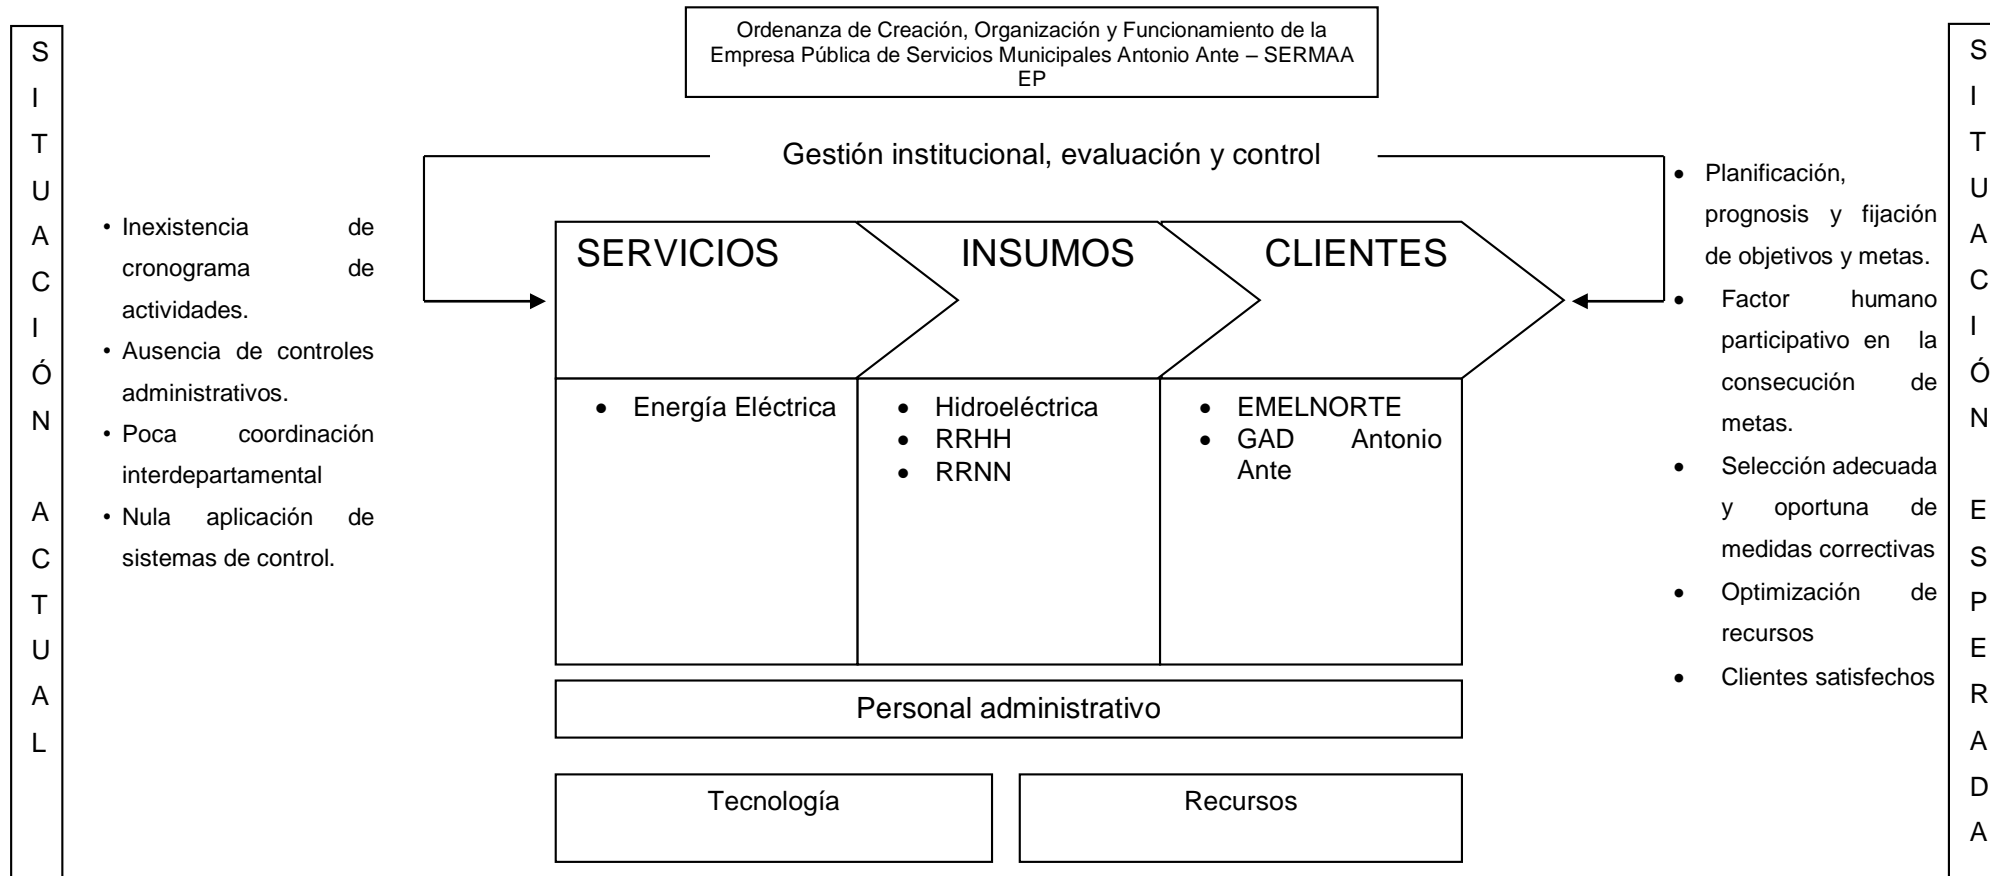 Ordenanza de Creación, Organización y Funcionamiento de la
Empresa Pública de Servicios Municipales Antonio Ante – SERMAA
EP
S
I
T
U
A
C
I
Ó
N
A
C
T
U
A
L
Gestión institucional, evaluación y control
• Inexistencia de
cronograma de
actividades.
• Ausencia de controles
administrativos.
• Poca coordinación
interdepartamental
• Nula aplicación de
sistemas de control.
SERVICIOS
INSUMOS
CLIENTES
• Energía Eléctrica
• Hidroeléctrica
• RRHH
• RRNN
• EMELNORTE
• GAD Antonio
Ante
Personal administrativo
Tecnología
Recursos
• Planificación,
prognosis y fijación
de objetivos y metas.
• Factor humano
participativo en la
consecución de
metas.
• Selección adecuada
y oportuna de
medidas correctivas
• Optimización de
recursos
• Clientes satisfechos
S
I
T
U
A
C
I
Ó
N
E
S
P
E
R
A
D
A